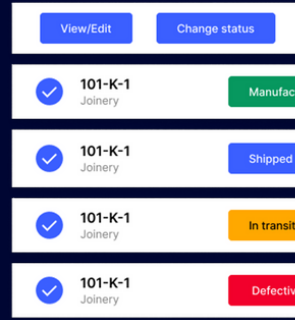 View/Edit Change status
101-K-1
Joinery
Manufac
101-K-1
Joinery
Shipped
101-K-1
Joinery
In transit
101-K-1
Joinery
Defectiv